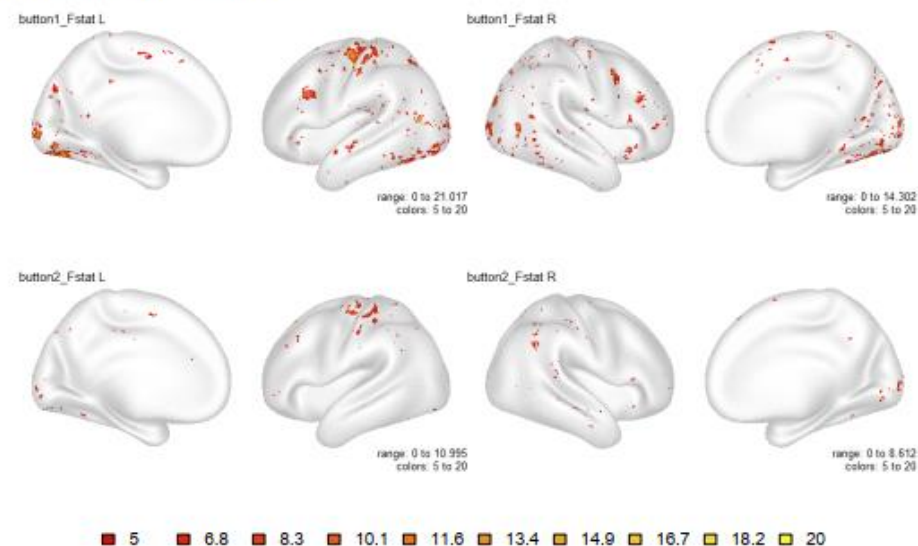 button1_Fstat L
button1_Fstat R
range: 0 to 21.017
colors: 5 to 20
range: 0 to 14.302
colors: 5 to 20
button2_Fstat L
button2_Fstat R
range: 0 to 10.995
colors: 5 to 20
range: 0 to 8.612
colors: 5 to 20
5 6.8 8.3 10.1 11.6 13.4 14.9 16.7 18.2 20